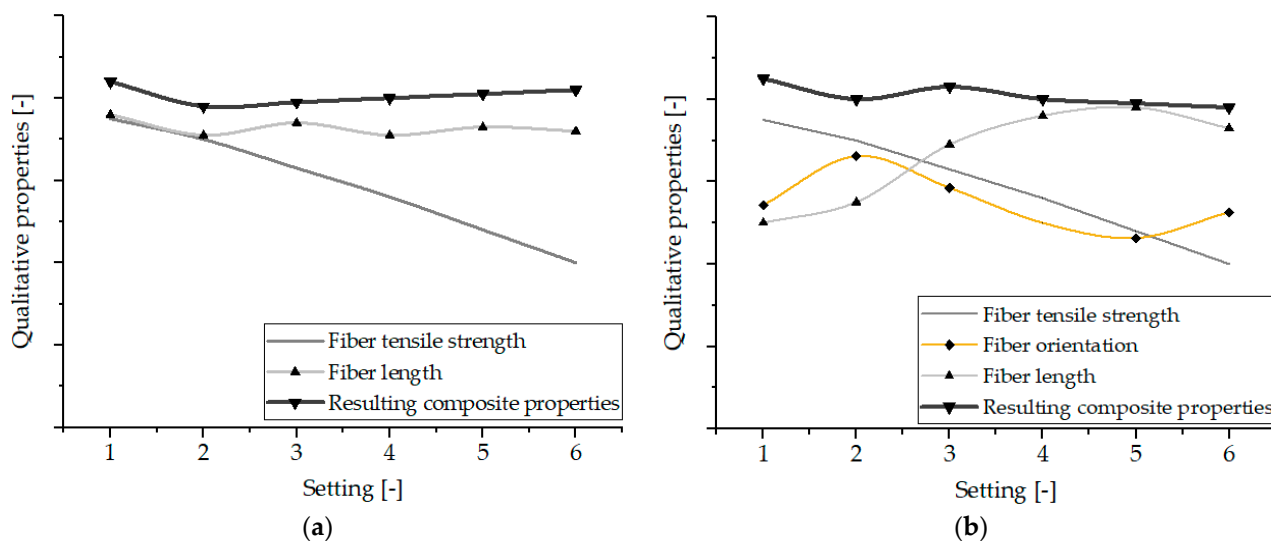 Qualitative properties [-]
Fiber tensile strength
Fiber length
Resulting composite properties
1 2 3 4 5 6
Setting [-]
(a)
Qualitative properties [-]
Fiber tensile strength
Fiber orientation
Fiber length
Resulting composite properties
1 2 3 4 5 6
Setting [-]
(b)